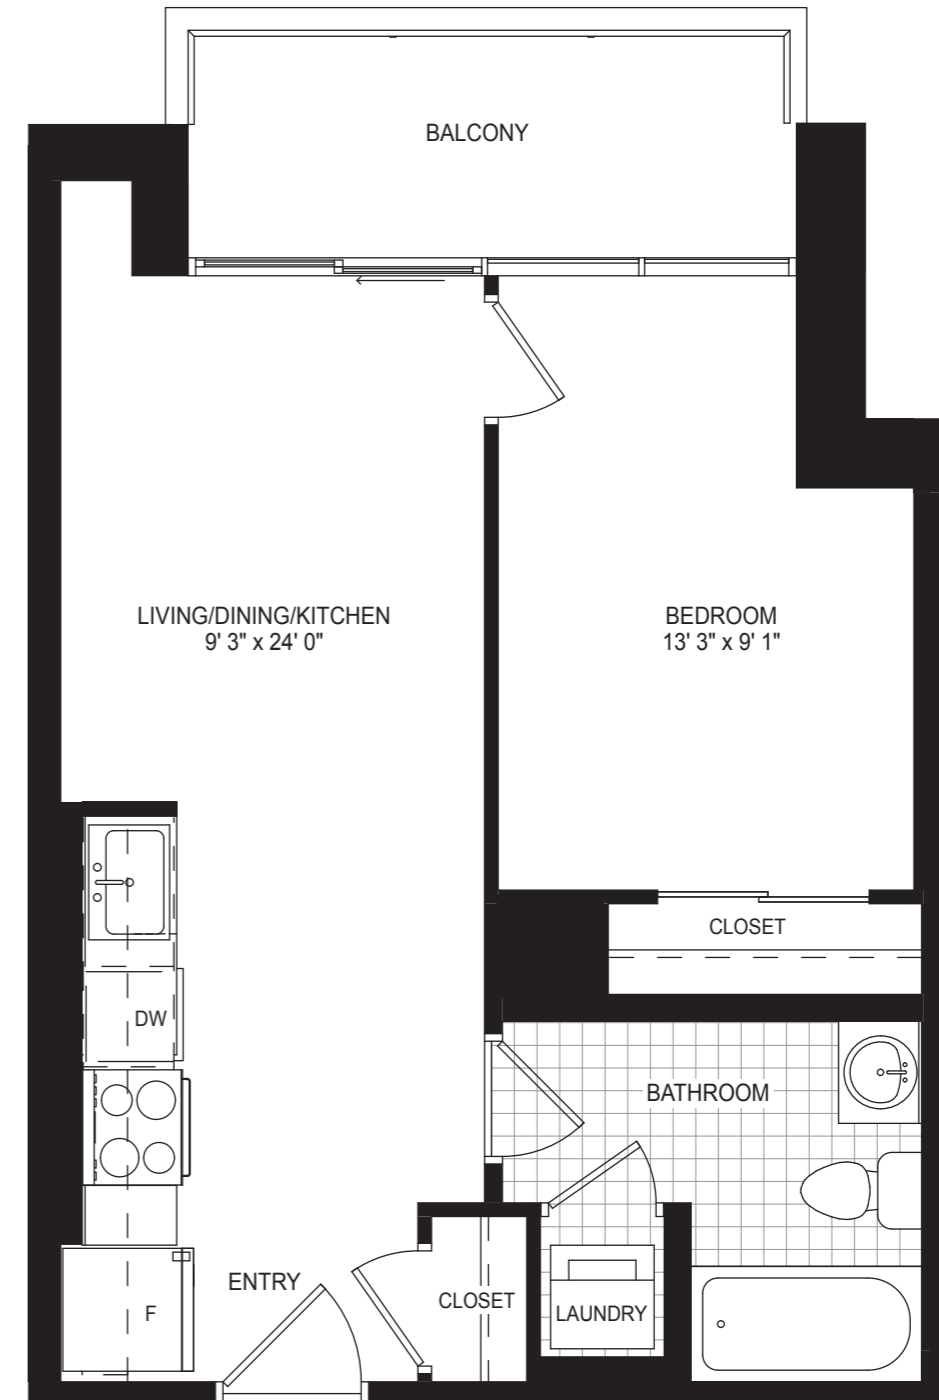 BALCONY
LIVING/DINING/KITCHEN
9' 3" x 24' 0"
BEDROOM
13' 3" x 9' 1"
CLOSET
DW
BATHROOM
ENTRY
CLOSET
F
LAUNDRY